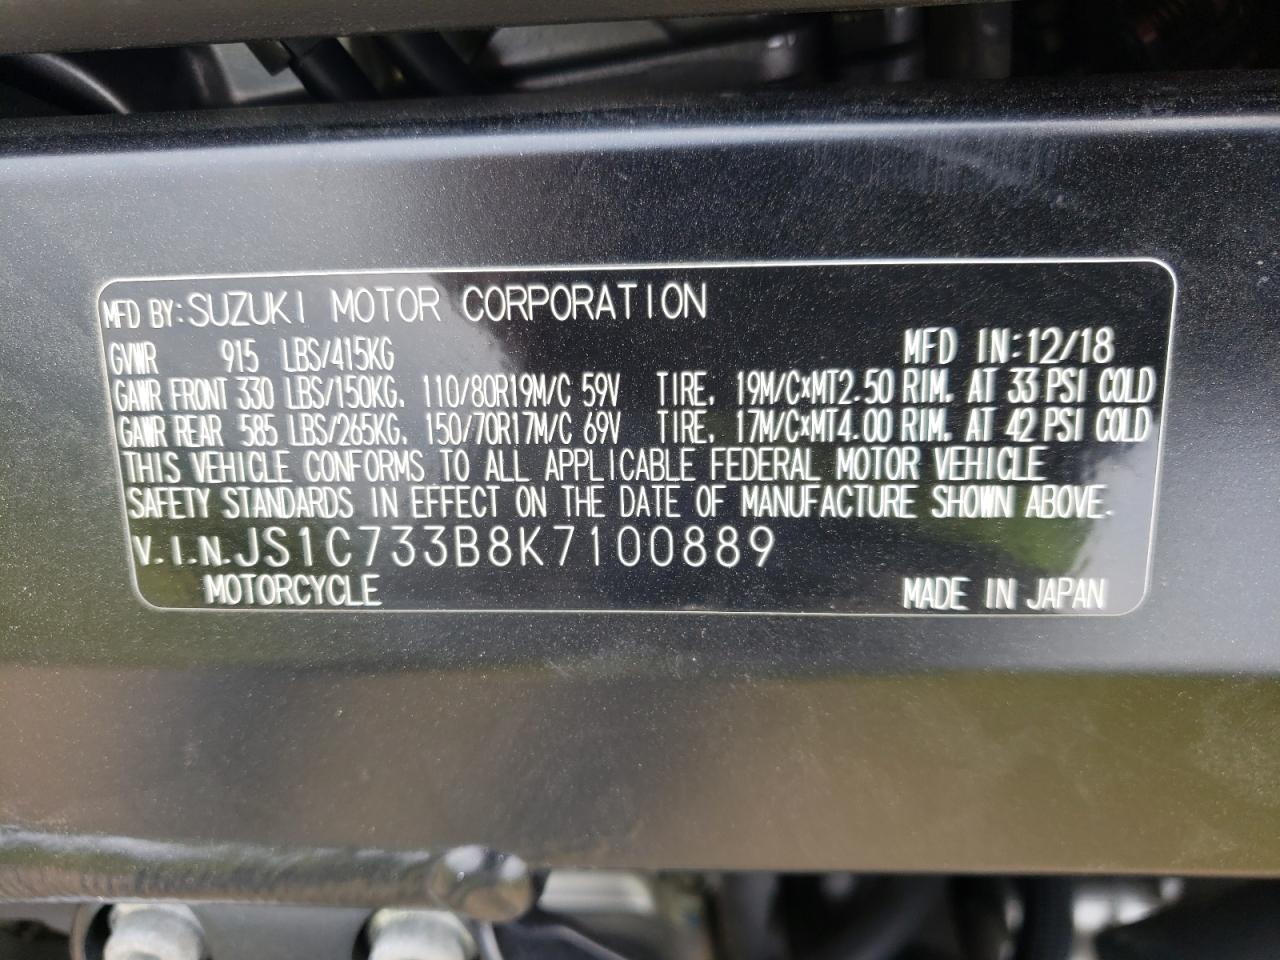 MFD BY:SUZUKI MOTOR CORPORATION
GVWR 915 LBS/415KG MFD IN:12/18
GAWR FRONT 330 LBS/150KG. 110/80R19M/C 59V TIRE. 19M/C×MT2.50 RIM. AT 33 PSI COLD
GAWR REAR 585 LBS/265KG. 150/70R17M/C 69V TIRE. 17M/C×MT4.00 RIM. AT 42 PSI COLD
THIS VEHICLE CONFORMS TO ALL APPLICABLE FEDERAL MOTOR VEHICLE
SAFETY STANDARDS IN EFFECT ON THE DATE OF MANUFACTURE SHOWN ABOVE.
V.I.N.JS1C733B8K7100889
MOTORCYCLE MADE IN JAPAN